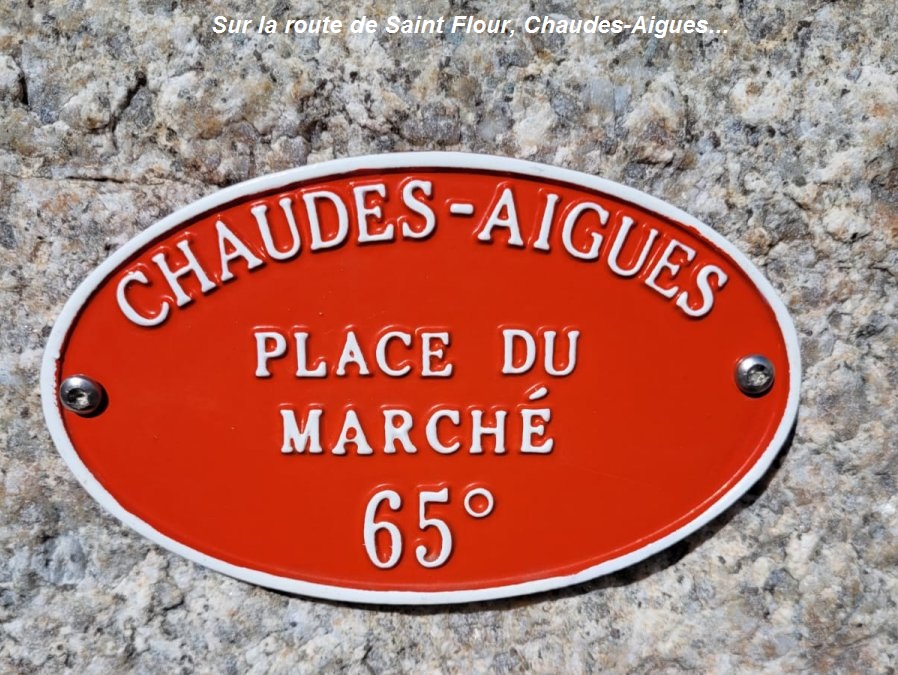 Sur la route de Saint Flour, Chaudes-Aigues...
CHAUDES-AIGUES
PLACE DU
MARCHÉ
65°